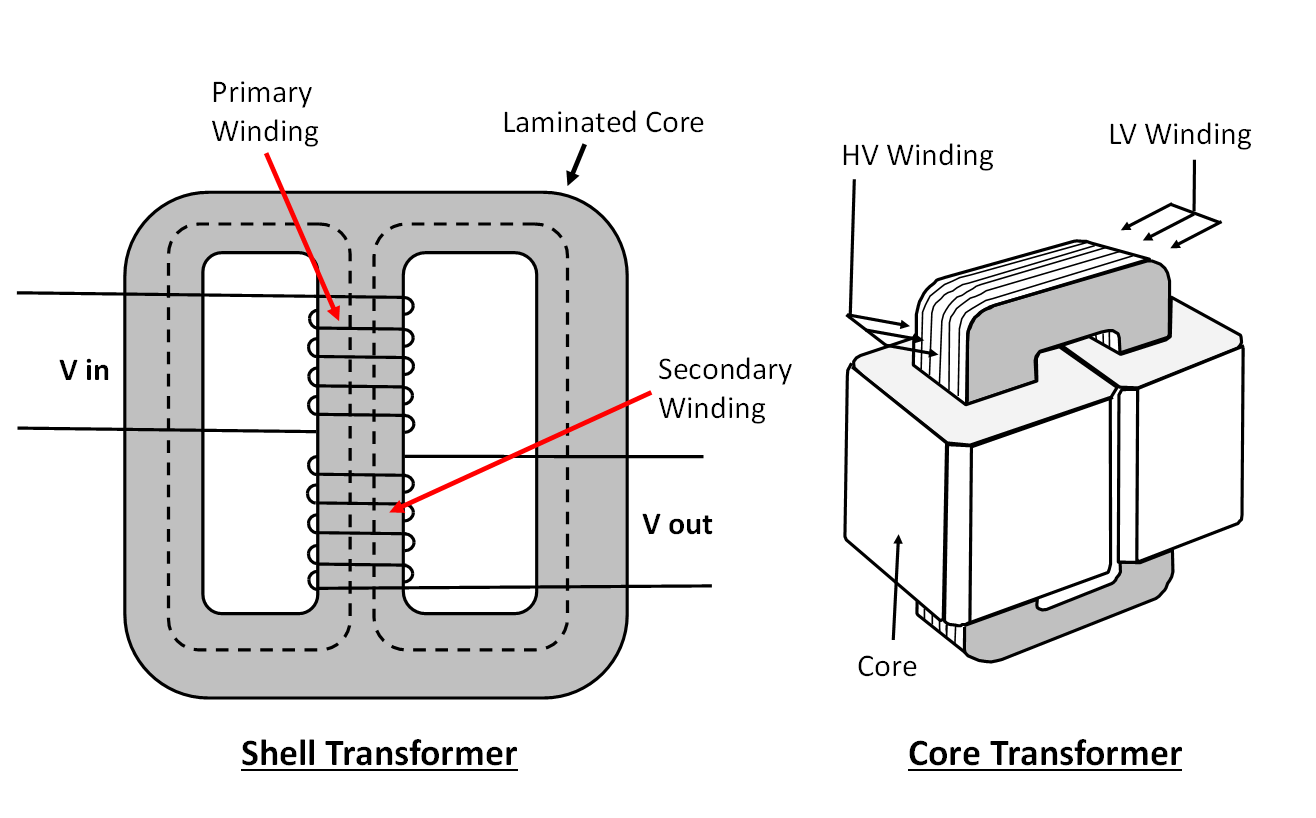 Primary
Winding
Laminated Core
V in
Secondary
Winding
V out
Shell Transformer
HV Winding
LV Winding
Core
Core Transformer